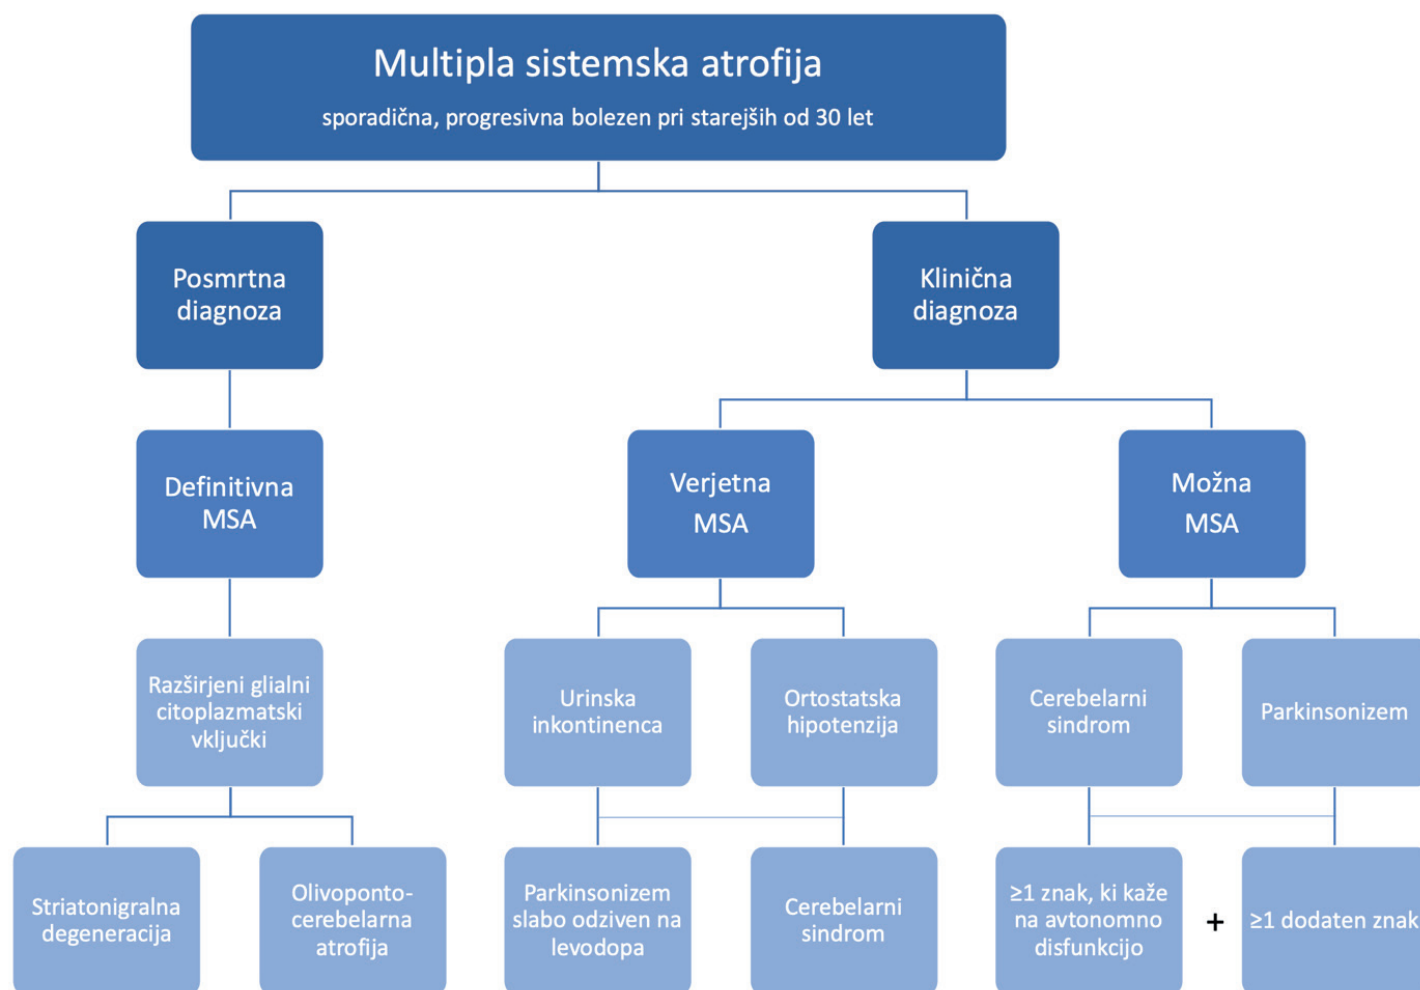 Multipla sistemska atrofija
sporadična, progresivna bolezen pri starejših od 30 let
Posmrtna
diagnoza
Klinična
diagnoza
Definitivna
MSA
Verjetna
MSA
Možna
MSA
Razširjeni glialni
citoplazmatski
vključki
Urinska
inkontinenca
Ortostatska
hipotenzija
Cerebelarni
sindrom
Parkinsonizem
Striatonigralna
degeneracija
Olivoponto-
cerebelarna
atrofija
Parkinsonizem
slabo odziven na
levodopa
Cerebelarni
sindrom
≥1 znak, ki kaže
na avtonomno
disfunkcijo
+
≥1 dodaten znak